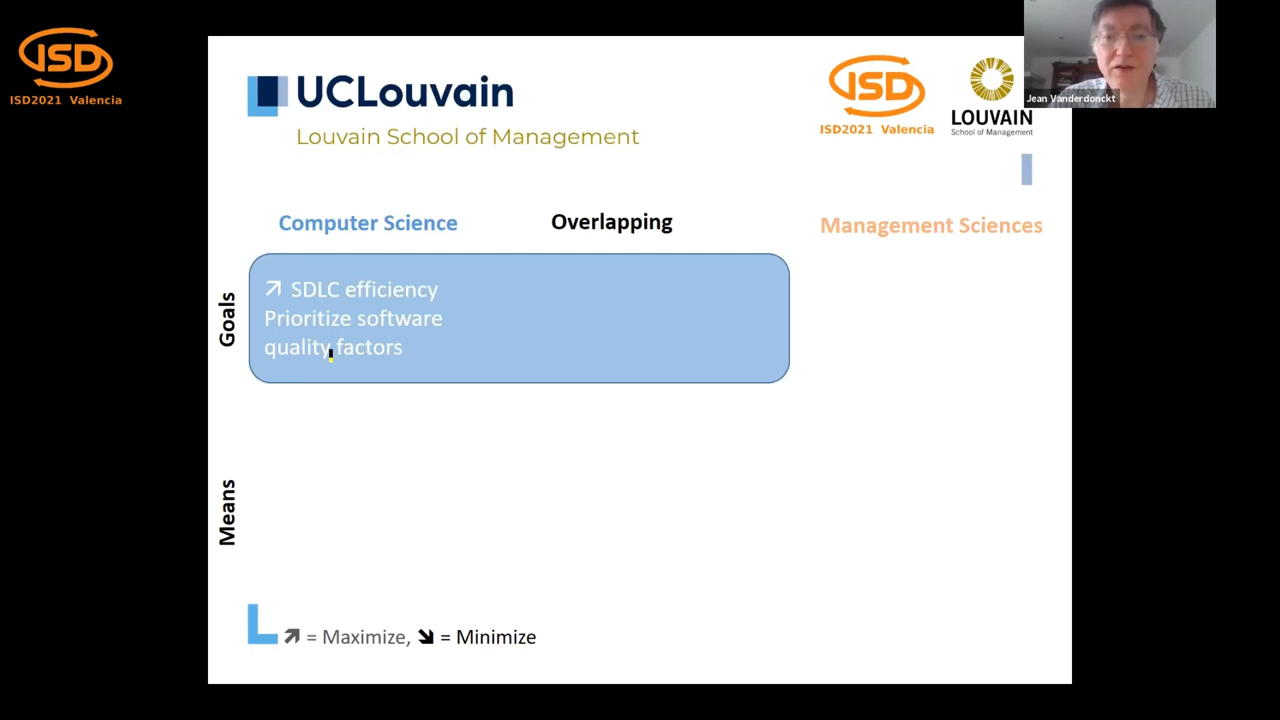 ISD
ISD2021 Valencia
UCLouvain
Louvain School of Management
ISD
ISD2021 Valencia
LOUVAIN
School of Management
Jean Vanderdonckt
Computer Science
Overlapping
Management Sciences
Goals
↗ SDLC efficiency
Prioritize software
quality factors
Means
↗ = Maximize, ↘ = Minimize